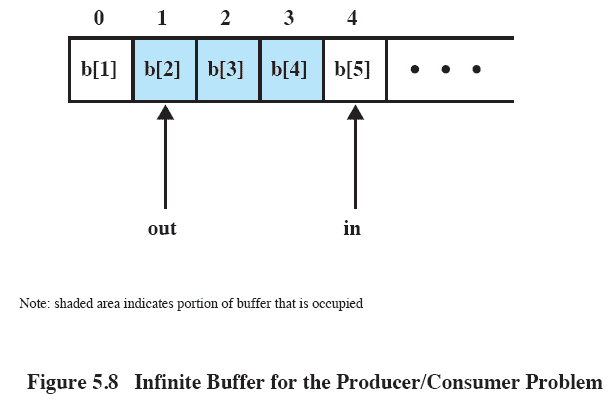 0 1 2 3 4
b[1] b[2] b[3] b[4] b[5] • • •
out in
Note: shaded area indicates portion of buffer that is occupied
Figure 5.8 Infinite Buffer for the Producer/Consumer Problem